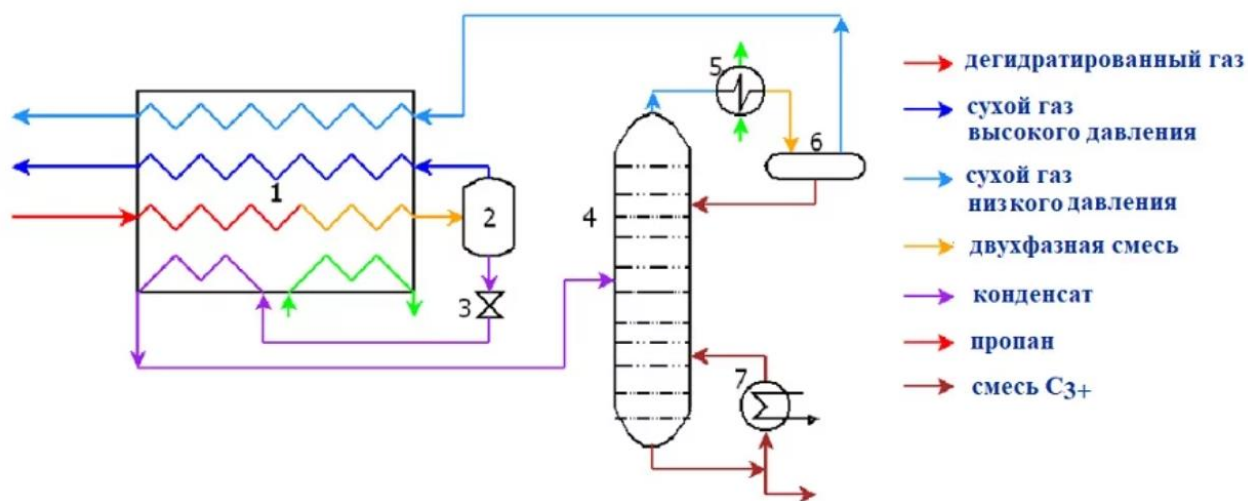 1
2
3
4
5
6
7
дегидратированный газ
сухой газ
высокого давления
сухой газ
низкого давления
двухфазная смесь
конденсат
пропан
смесь C3+